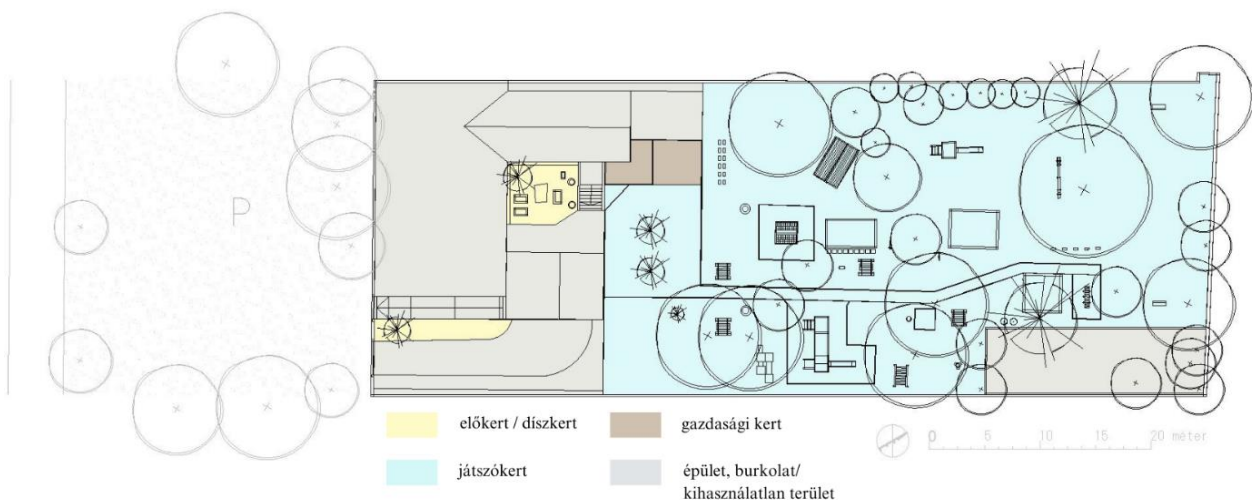 P
előkert / díszkert
gazdasági kert
játszókert
épület, burkolat/
kihasználatlan terület
0 5 10 15 20 méter